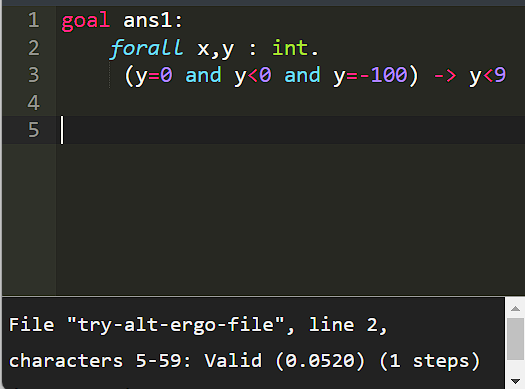 1 goal ans1:
2 forall x,y : int.
3 (y=0 and y<0 and y=-100) -> y<9
4
5
File "try-alt-ergo-file", line 2,
characters 5-59: Valid (0.0520) (1 steps)